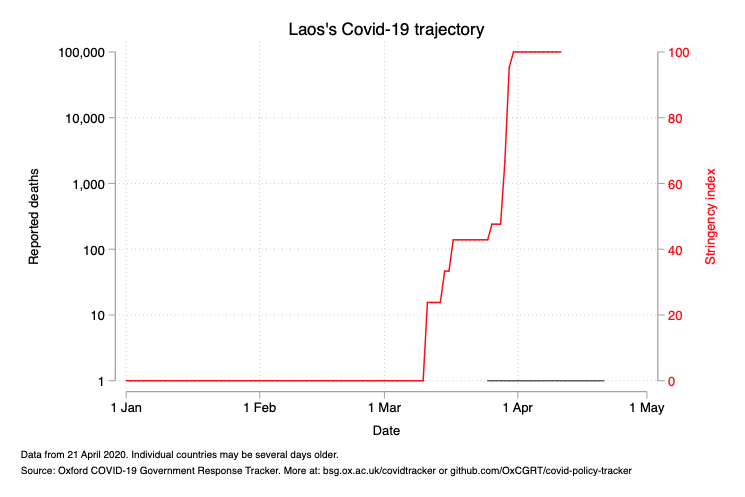 Laos's Covid-19 trajectory
100,000
10,000
1,000
100
10
1
Reported deaths
100
80
60
40
20
0
Stringency index
1 Jan
1 Feb
1 Mar
1 Apr
1 May
Date
Data from 21 April 2020. Individual countries may be several days older.
Source: Oxford COVID-19 Government Response Tracker. More at: bsg.ox.ac.uk/covidtracker or github.com/OxCGRT/covid-policy-tracker